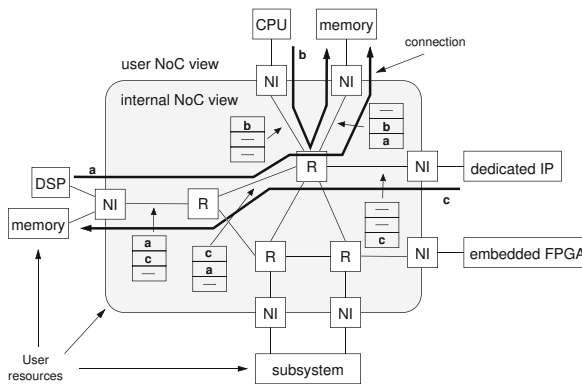 CPU
memory
connection
user NoC view
b
NI
NI
internal NoC view
b
b
a
a
R
NI
dedicated IP
DSP
NI
R
c
memory
a
c
c
a
c
R
R
NI
embedded FPGA
NI
NI
User
resources
subsystem